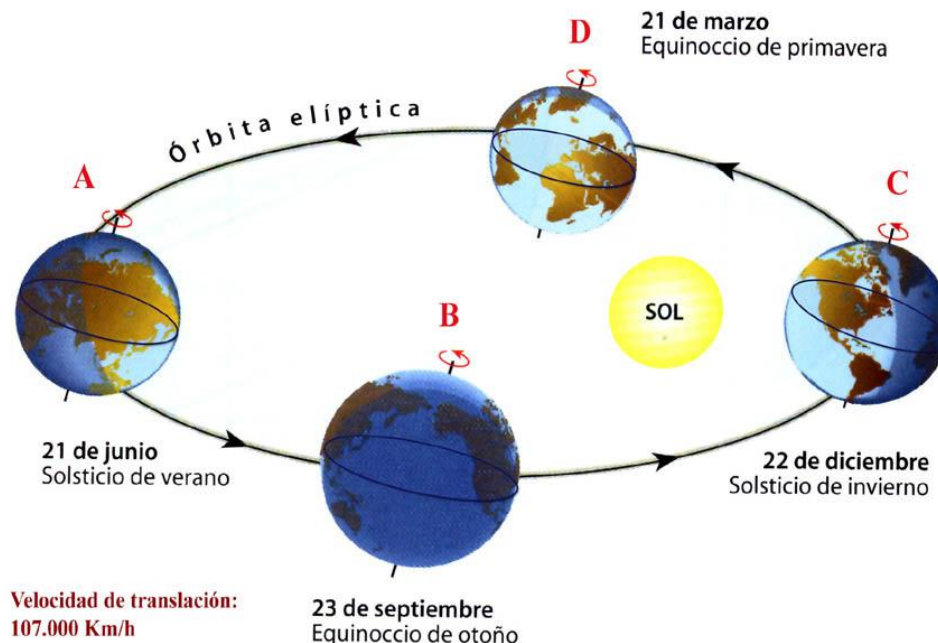 D
21 de marzo
Equinoccio de primavera
Órbita elíptica
A
C
SOL
B
21 de junio
Solsticio de verano
22 de diciembre
Solsticio de invierno
Velocidad de translación:
107.000 Km/h
23 de septiembre
Equinoccio de otoño